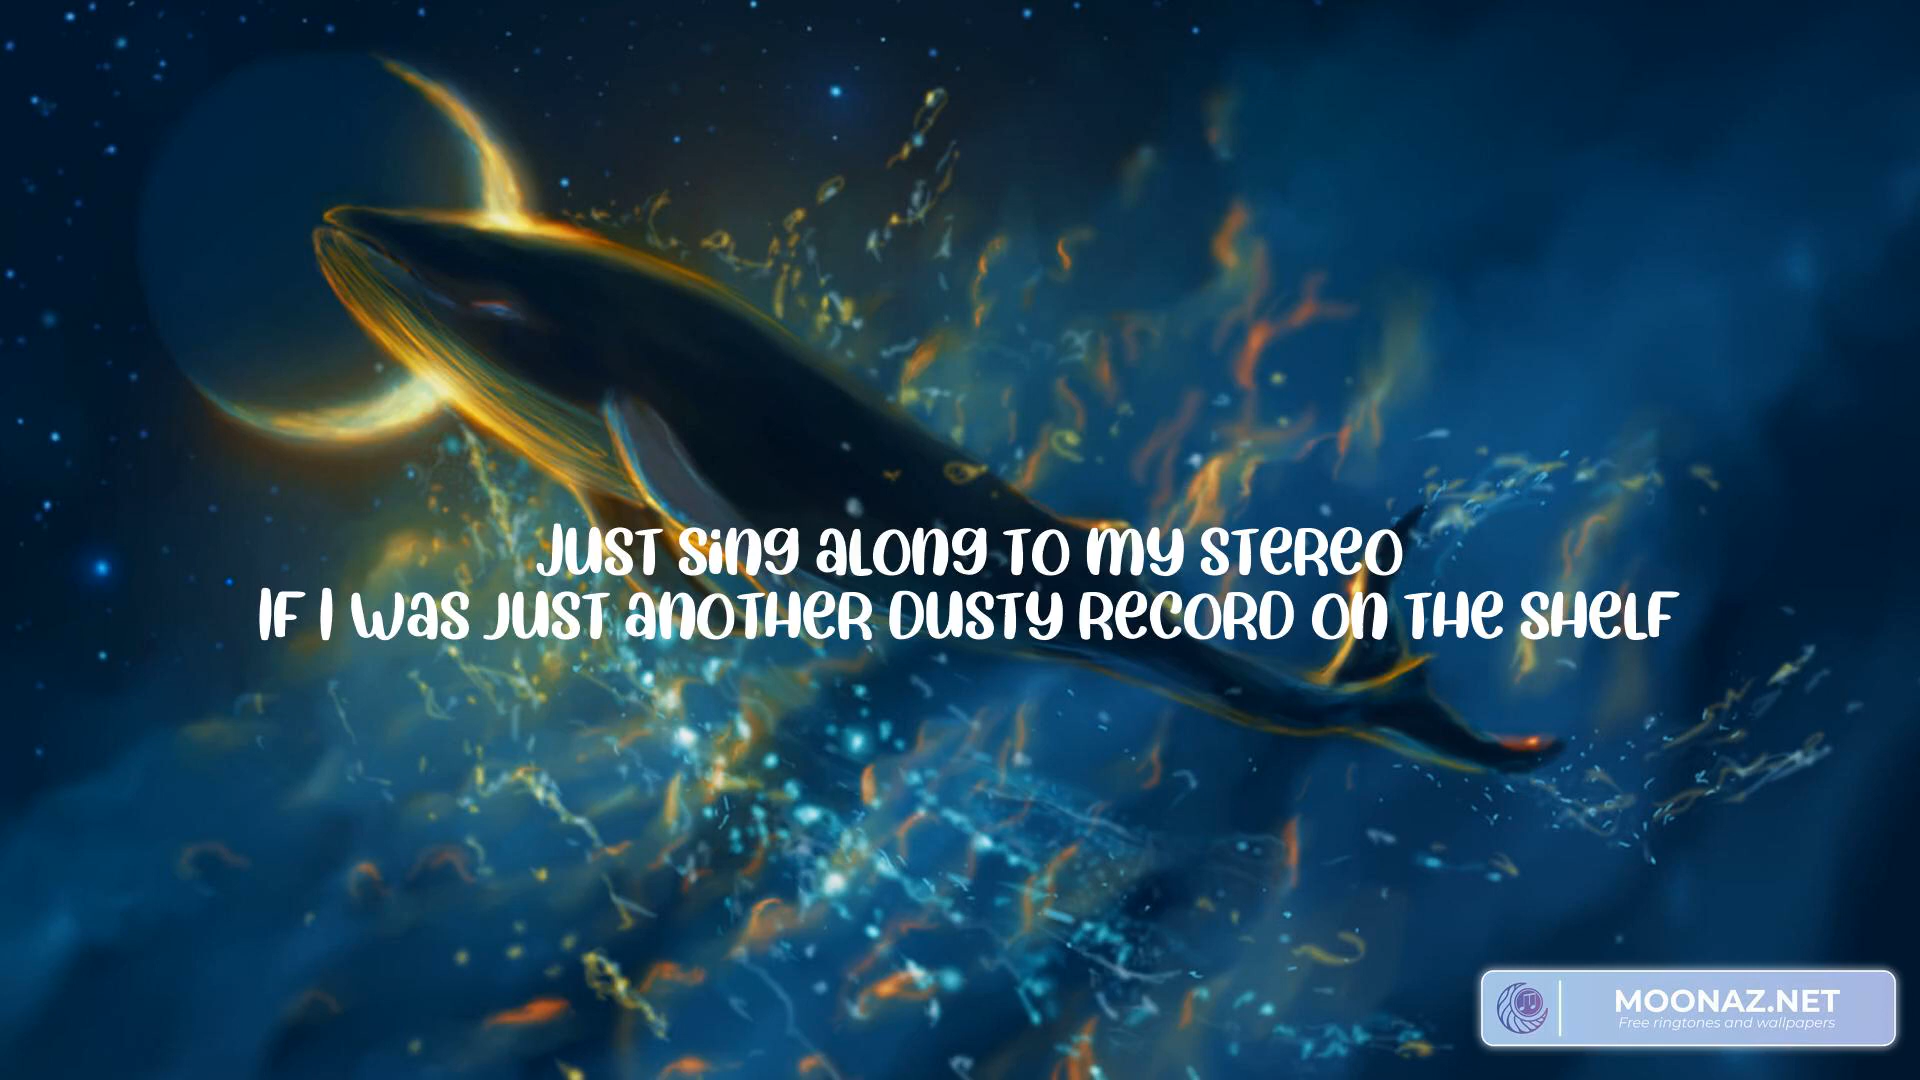 JUST SING ALONG TO MY STEREO
IF I WAS JUST ANOTHER DUSTY RECORD ON THE SHELF
MOONAZ.NET
Free ringtones and wallpapers